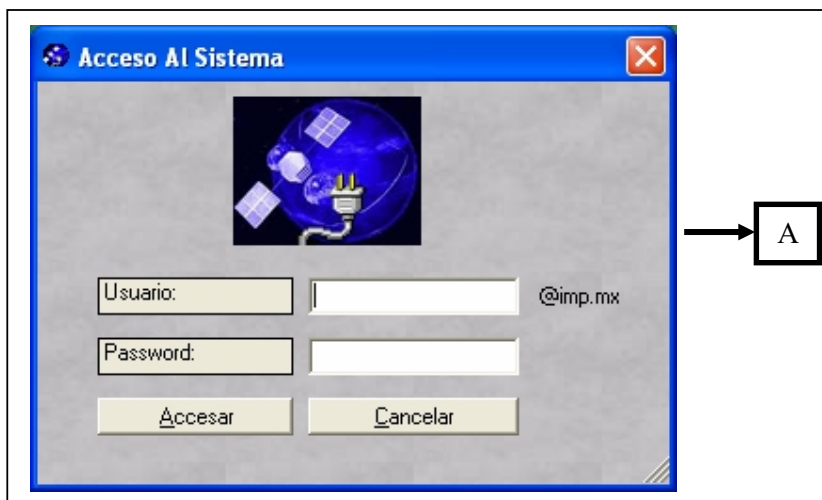 Acceso Al Sistema
A
Usuario:
@imp.mx
Password:
Accesar
Cancelar